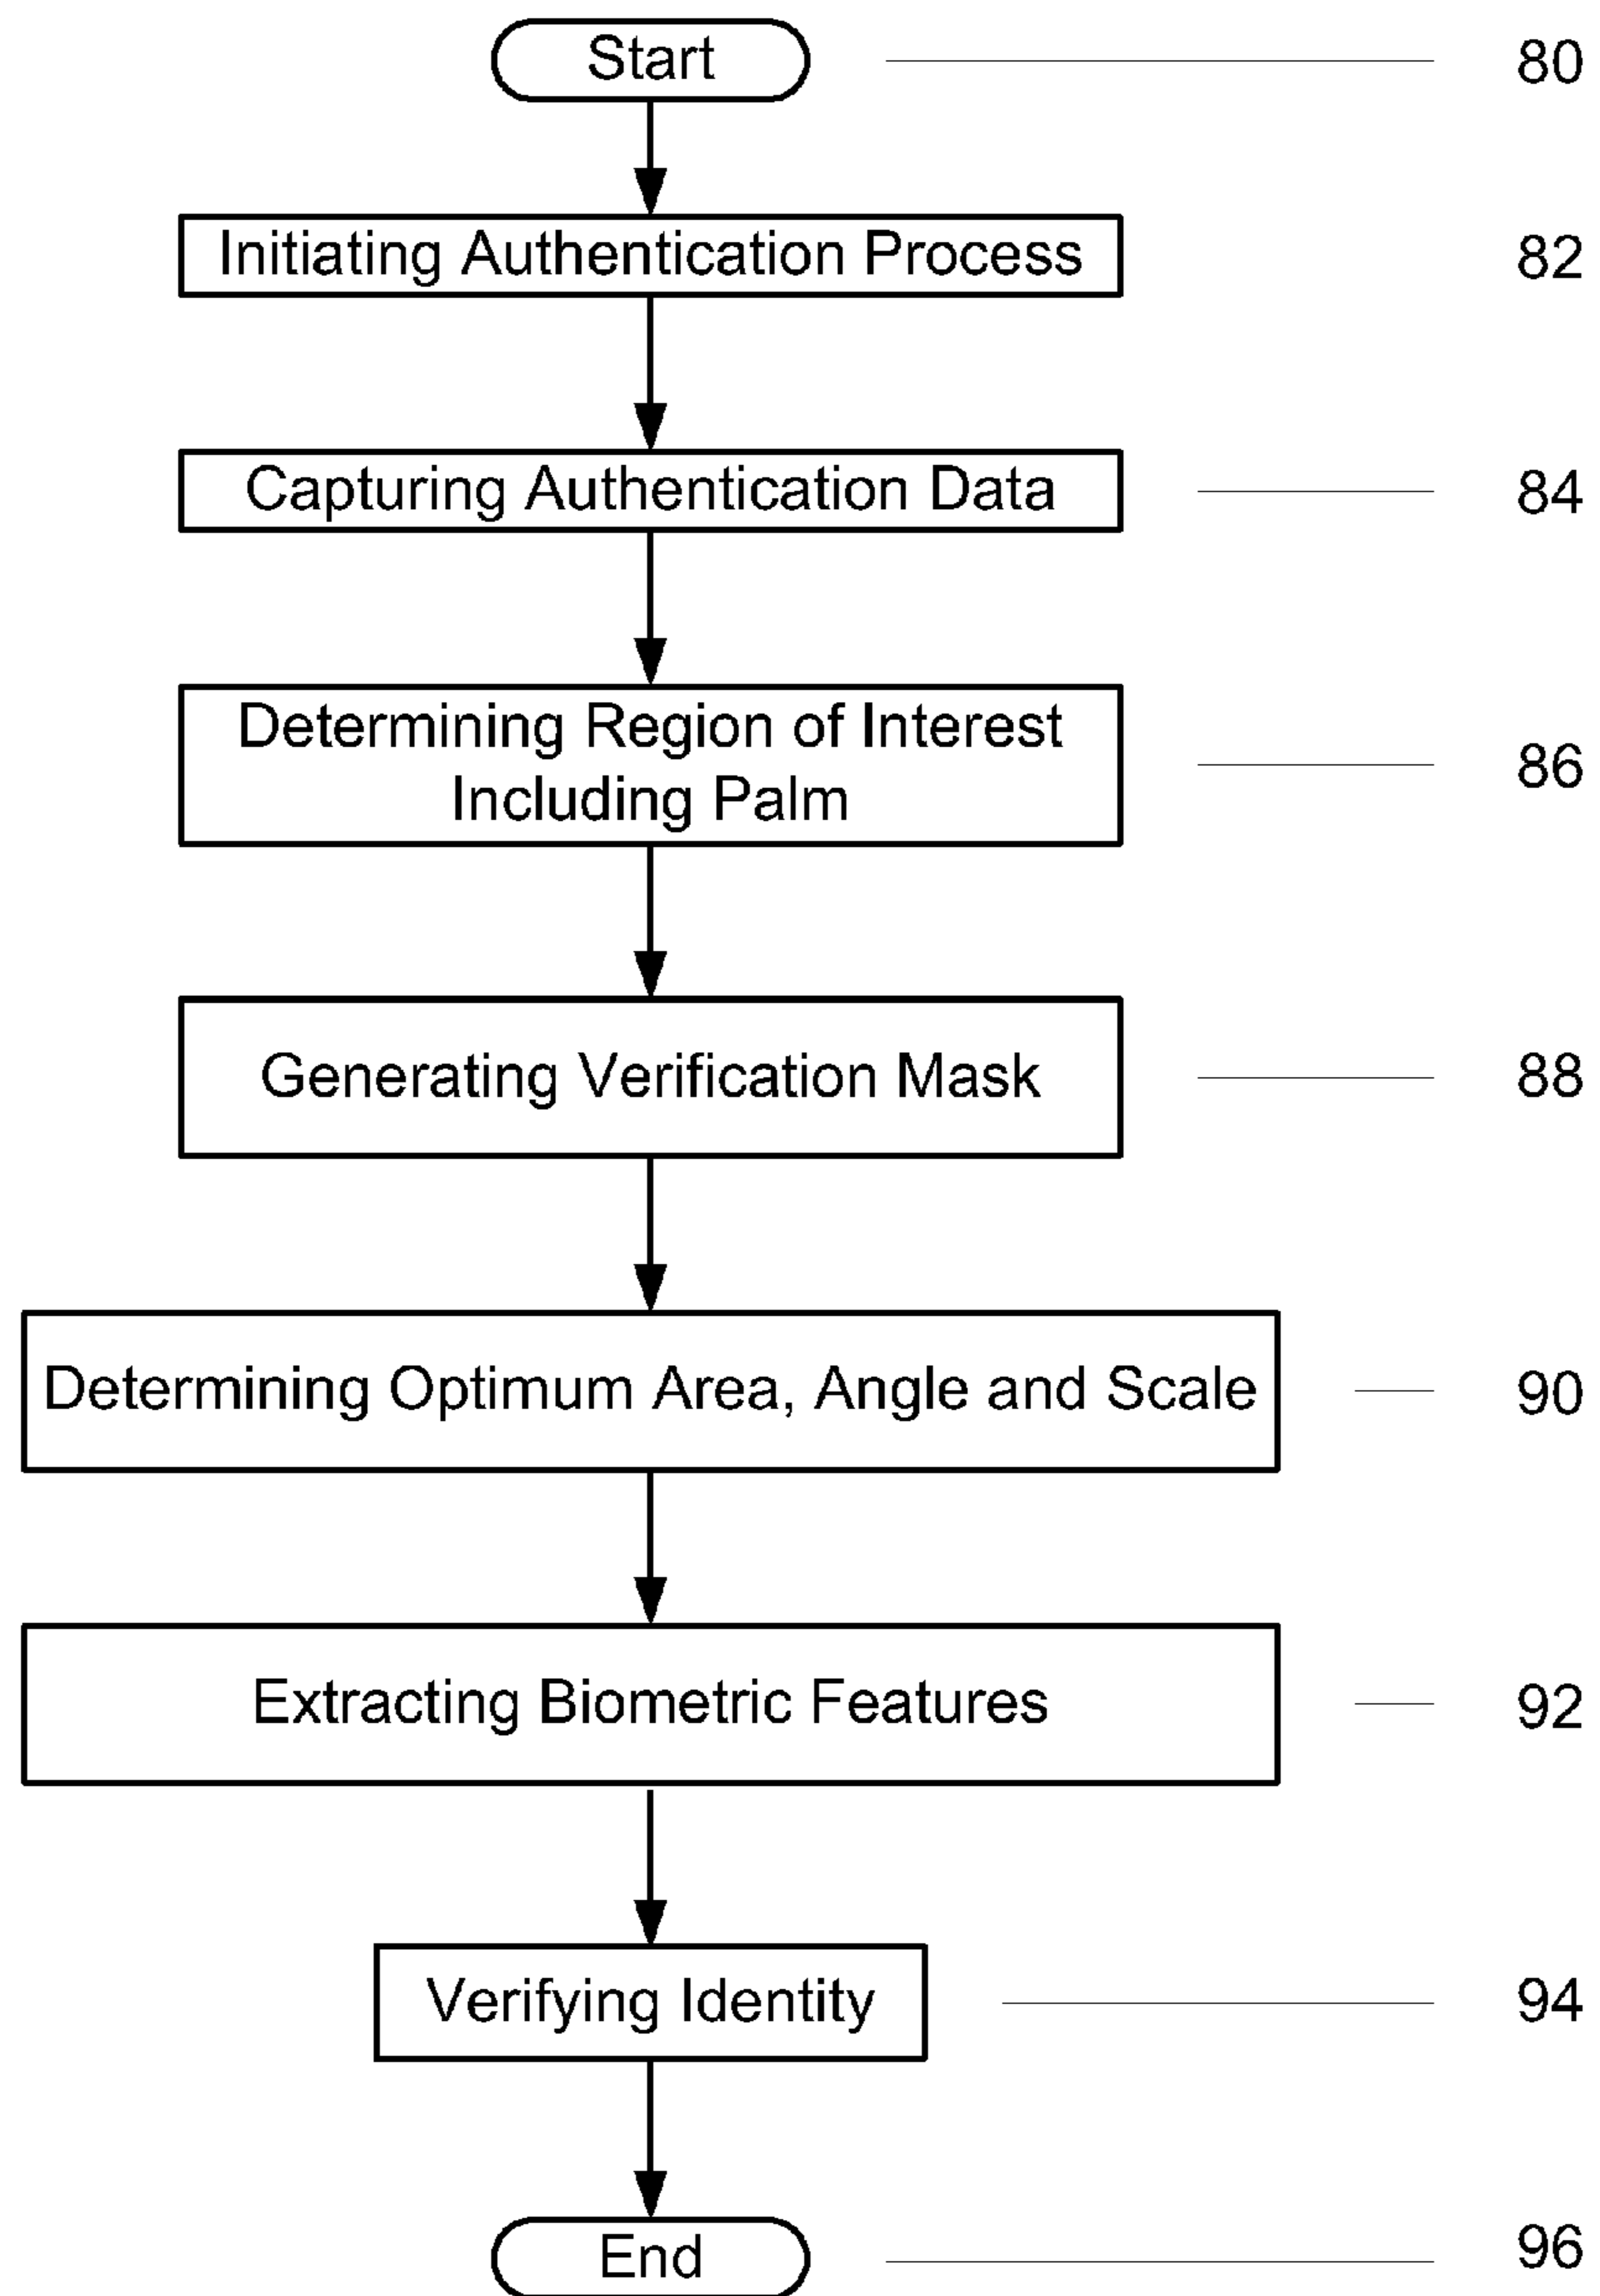 Start
80
Initiating Authentication Process
82
Capturing Authentication Data
84
Determining Region of Interest
Including Palm
86
Generating Verification Mask
88
Determining Optimum Area, Angle and Scale
90
Extracting Biometric Features
92
Verifying Identity
94
End
96